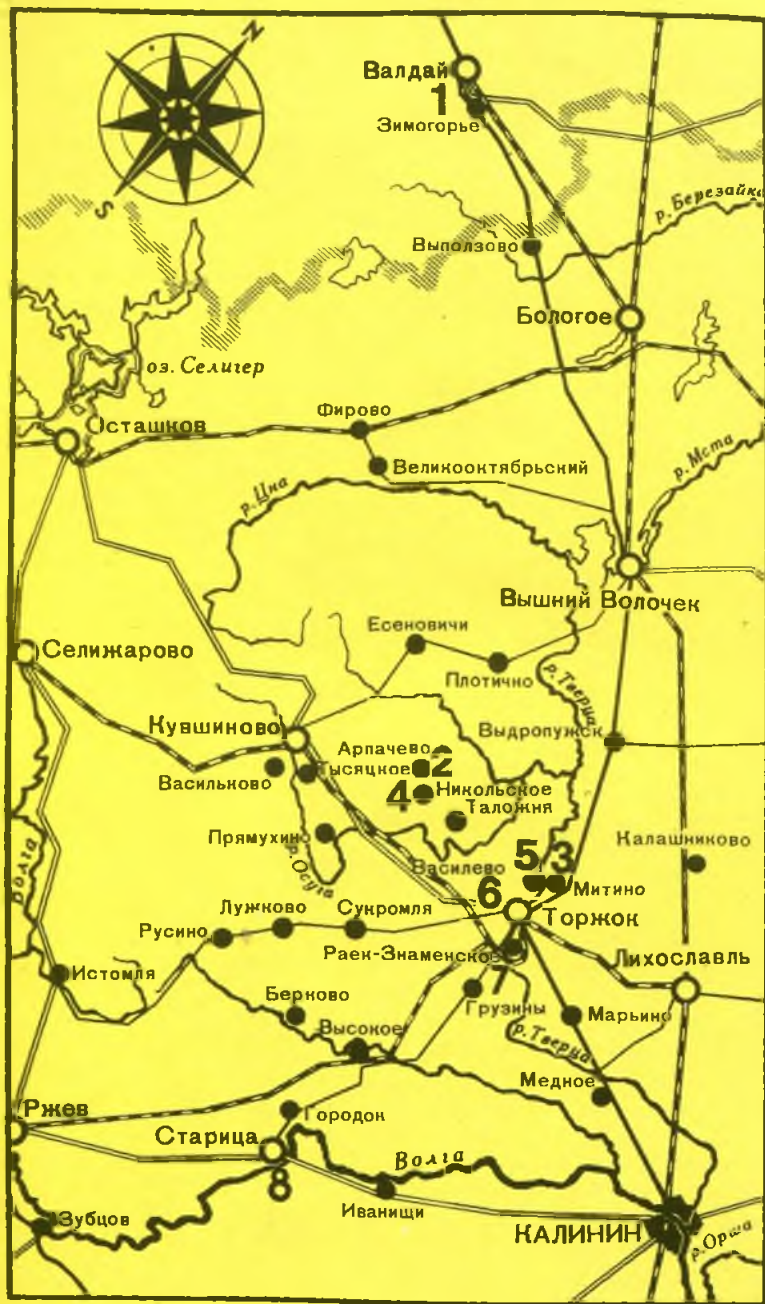 N
S
Валдай
1
Зимогорье
р. Березайка
Выползово
Бологое
оз. Селигер
Фирово
Осташков
Великооктябрьский
р. Мста
р. Цна
Вышний Волочек
Есеновичи
Селижарово
Плотично
р. Тверца
Кувшиново
Выдропужск
Арпачево
2
Тысяцкое
Васильково
4
Никольское
Таложня
Прямухино
Калашниково
Волга
р. Осуга
Василево
5
3
6
Митино
Лужково
Сукромля
Торжок
Русино
Раек-Знаменское
Лихославль
Истомля
7
Берково
Грузины
Марьино
Высокое
р. Тверца
Медное
Ржев
Городок
Старица
Волга
8
Иванищи
Зубцов
КАЛИНИН
р. Орша